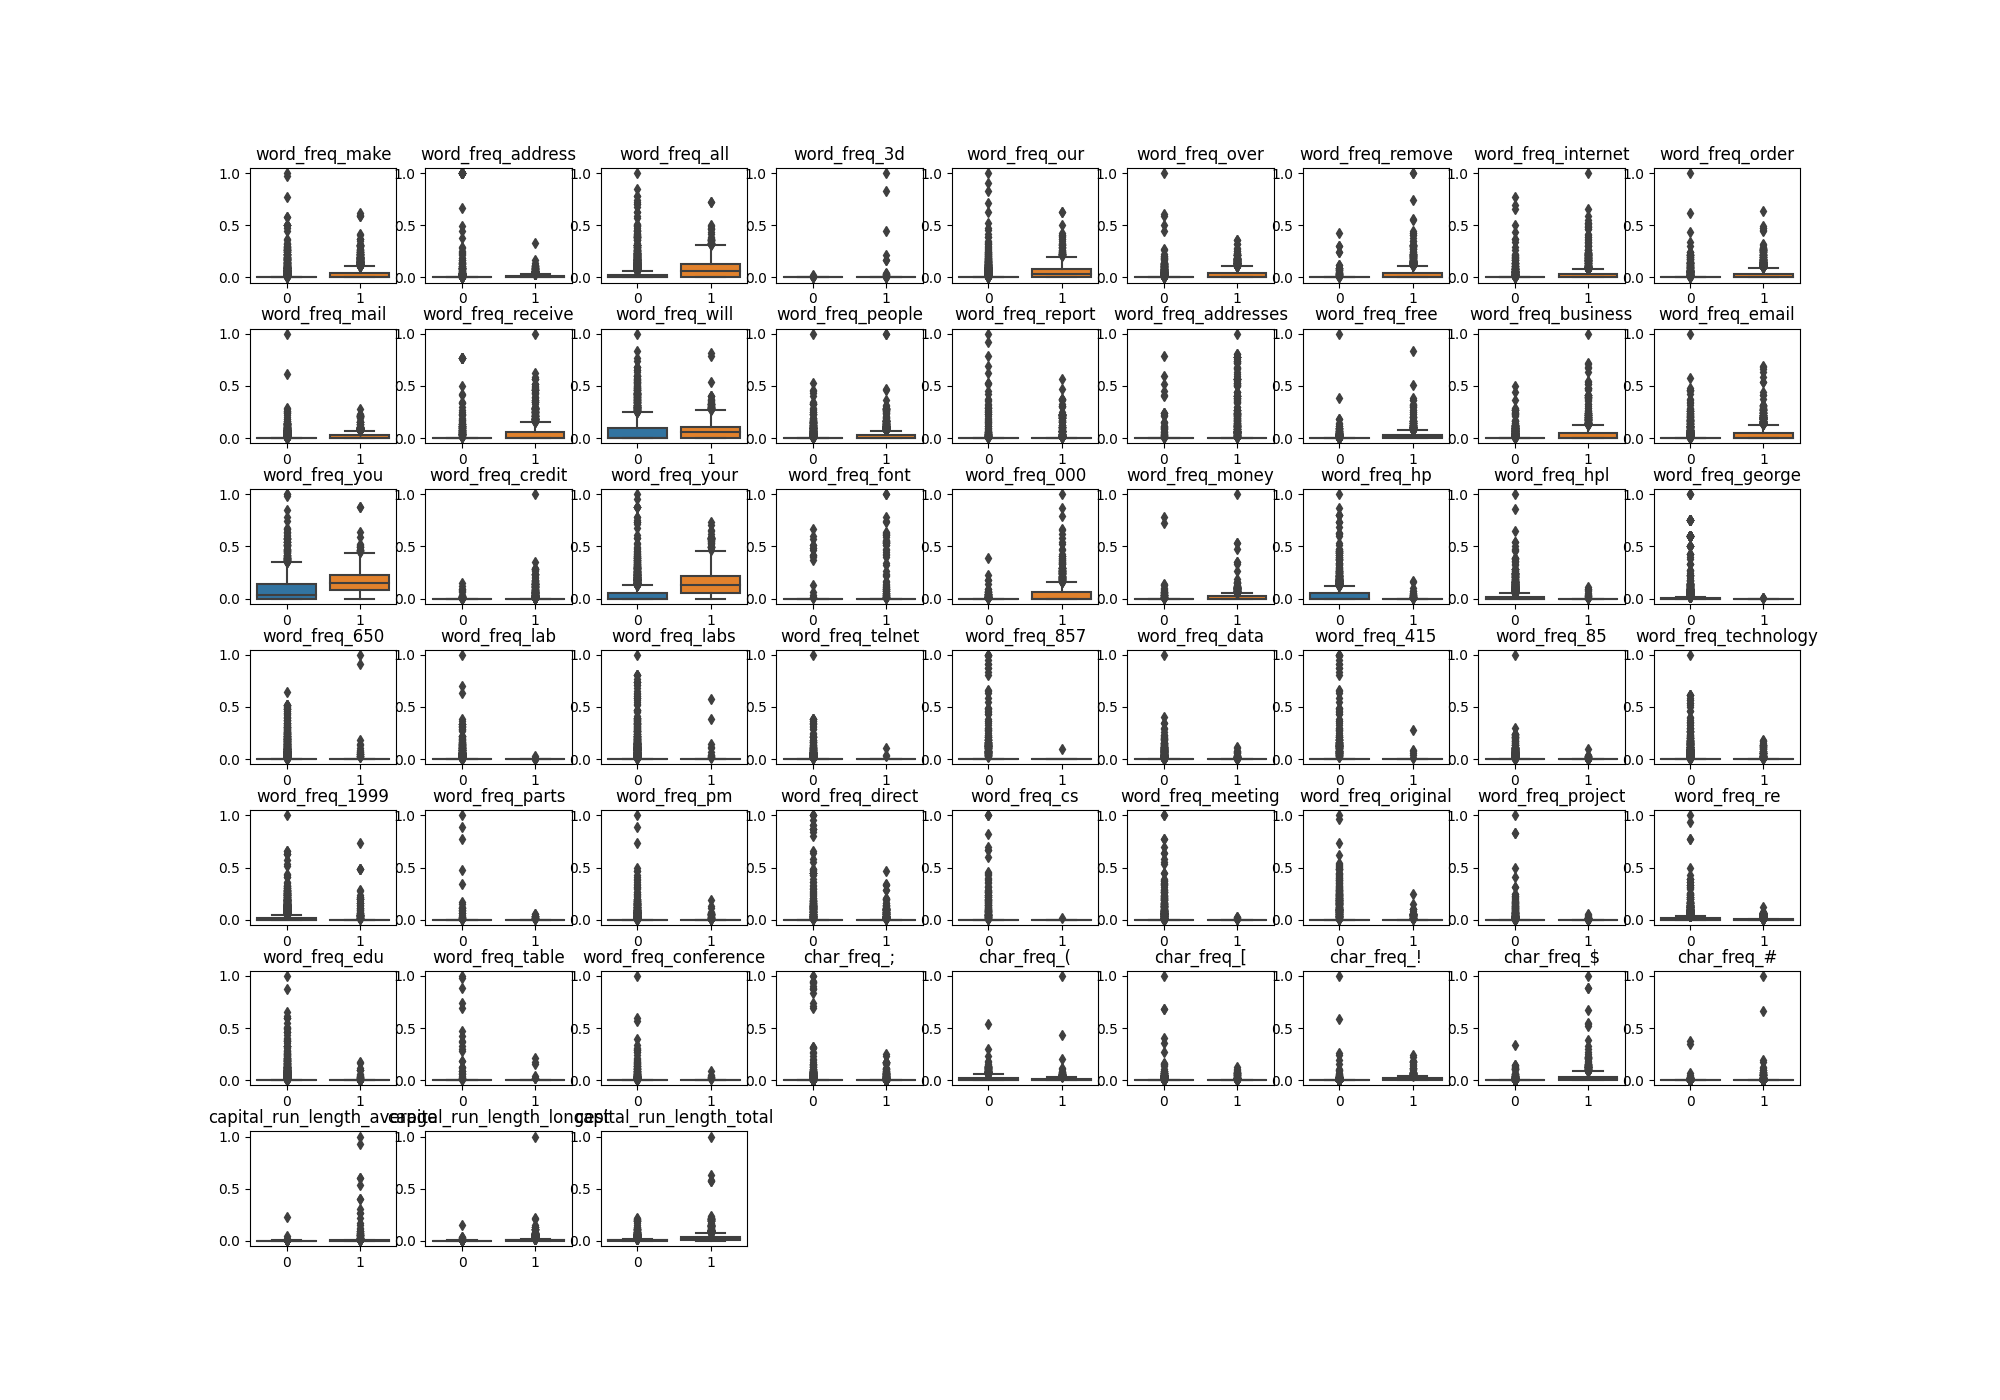 word_freq_make word_freq_address word_freq_all word_freq_3d word_freq_our word_freq_over word_freq_remove word_freq_internet word_freq_order
1.0 1.0 1.0 1.0 1.0 1.0 1.0 1.0 1.0
0.5 0.5 0.5 0.5 0.5 0.5 0.5 0.5 0.5
0.0 0.0 0.0 0.0 0.0 0.0 0.0 0.0 0.0
0 1 0 1 0 1 0 1 0 1 0 1 0 1 0 1 0 1
word_freq_mail word_freq_receive word_freq_will word_freq_people word_freq_report word_freq_addresses word_freq_free word_freq_business word_freq_email
1.0 1.0 1.0 1.0 1.0 1.0 1.0 1.0 1.0
0.5 0.5 0.5 0.5 0.5 0.5 0.5 0.5 0.5
0.0 0.0 0.0 0.0 0.0 0.0 0.0 0.0 0.0
0 1 0 1 0 1 0 1 0 1 0 1 0 1 0 1 0 1
word_freq_you word_freq_credit word_freq_your word_freq_font word_freq_000 word_freq_money word_freq_hp word_freq_hpl word_freq_george
1.0 1.0 1.0 1.0 1.0 1.0 1.0 1.0 1.0
0.5 0.5 0.5 0.5 0.5 0.5 0.5 0.5 0.5
0.0 0.0 0.0 0.0 0.0 0.0 0.0 0.0 0.0
0 1 0 1 0 1 0 1 0 1 0 1 0 1 0 1 0 1
word_freq_650 word_freq_lab word_freq_labs word_freq_telnet word_freq_857 word_freq_data word_freq_415 word_freq_85 word_freq_technology
1.0 1.0 1.0 1.0 1.0 1.0 1.0 1.0 1.0
0.5 0.5 0.5 0.5 0.5 0.5 0.5 0.5 0.5
0.0 0.0 0.0 0.0 0.0 0.0 0.0 0.0 0.0
0 1 0 1 0 1 0 1 0 1 0 1 0 1 0 1 0 1
word_freq_1999 word_freq_parts word_freq_pm word_freq_direct word_freq_cs word_freq_meeting word_freq_original word_freq_project word_freq_re
1.0 1.0 1.0 1.0 1.0 1.0 1.0 1.0 1.0
0.5 0.5 0.5 0.5 0.5 0.5 0.5 0.5 0.5
0.0 0.0 0.0 0.0 0.0 0.0 0.0 0.0 0.0
0 1 0 1 0 1 0 1 0 1 0 1 0 1 0 1 0 1
word_freq_edu word_freq_table word_freq_conference char_freq_; char_freq_( char_freq_[ char_freq_! char_freq_$ char_freq_#
1.0 1.0 1.0 1.0 1.0 1.0 1.0 1.0 1.0
0.5 0.5 0.5 0.5 0.5 0.5 0.5 0.5 0.5
0.0 0.0 0.0 0.0 0.0 0.0 0.0 0.0 0.0
0 1 0 1 0 1 0 1 0 1 0 1 0 1 0 1 0 1
capital_run_length_average capital_run_length_longest capital_run_length_total
1.0 1.0 1.0
0.5 0.5 0.5
0.0 0.0 0.0
0 1 0 1 0 1